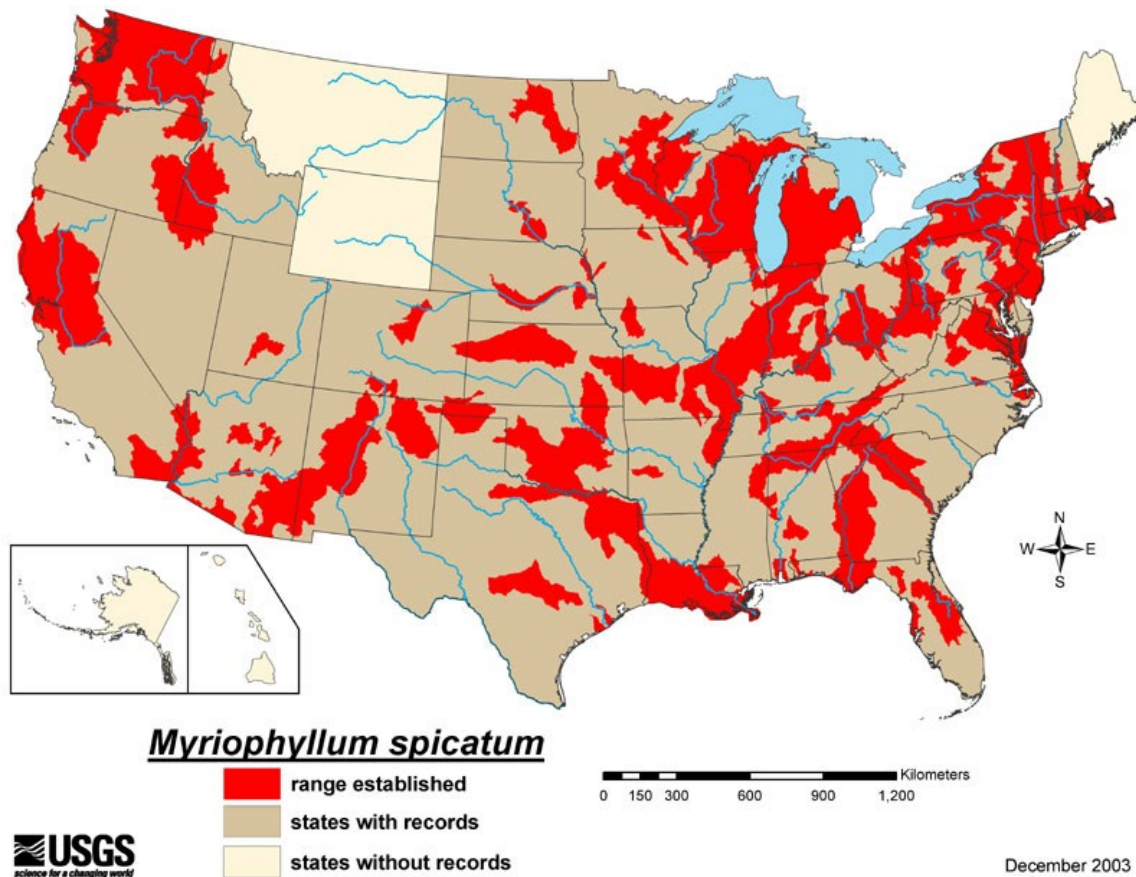 N
W E
S
Myriophyllum spicatum
range established
states with records
states without records
Kilometers
0 150 300 600 900 1,200
USGS
science for a changing world
December 2003